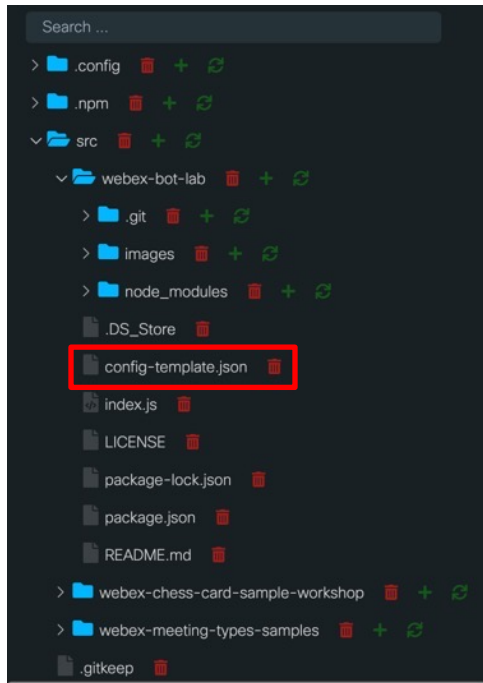 Search ...
.config
.npm
src
webex-bot-lab
.git
images
node_modules
.DS_Store
config-template.json
index.js
LICENSE
package-lock.json
package.json
README.md
webex-chess-card-sample-workshop
webex-meeting-types-samples
.gitkeep